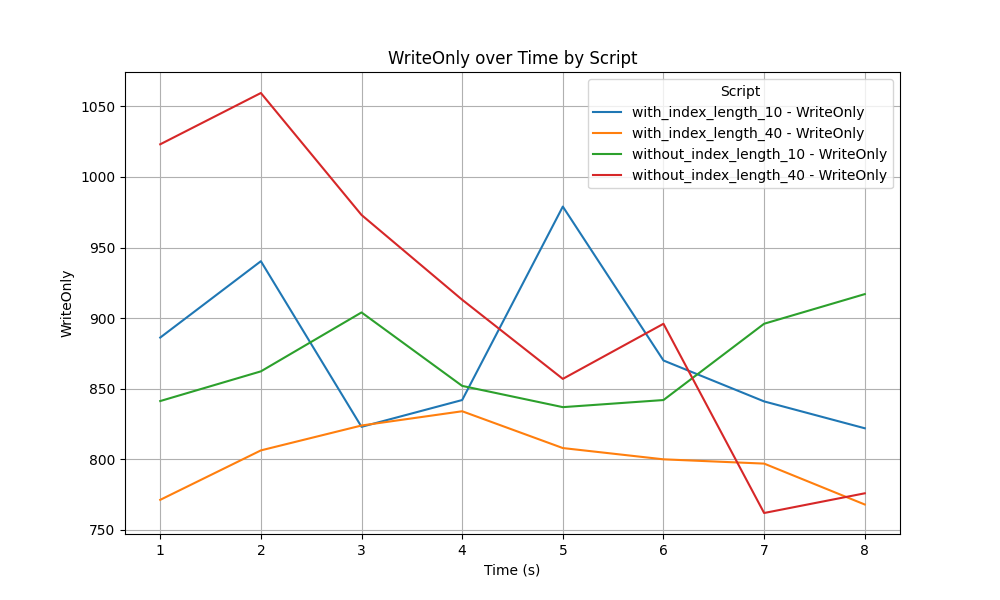 WriteOnly over Time by Script
Script
with_index_length_10 - WriteOnly
with_index_length_40 - WriteOnly
without_index_length_10 - WriteOnly
without_index_length_40 - WriteOnly
WriteOnly
1050
1000
950
900
850
800
750
1 2 3 4 5 6 7 8
Time (s)